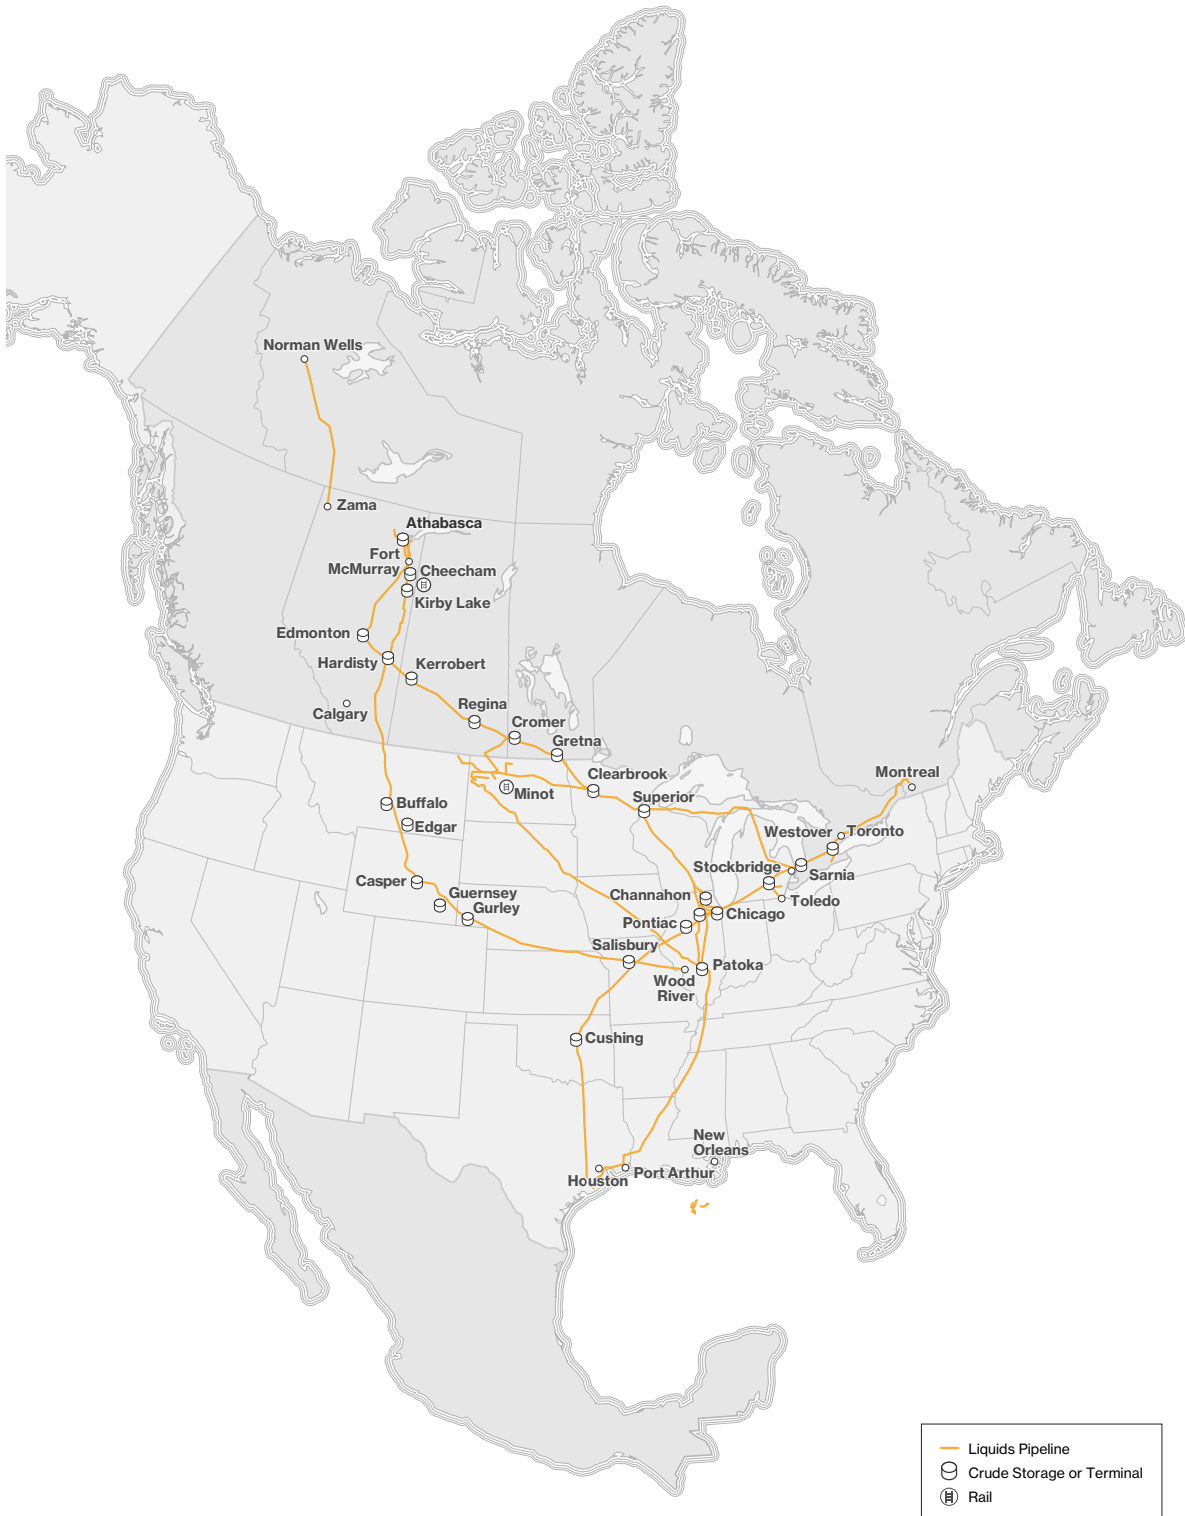 Norman Wells
Zama
Athabasca
Fort
McMurray
Cheecham
Kirby Lake
Edmonton
Hardisty
Kerrobert
Calgary
Regina
Cromer
Gretna
Clearbrook
Superior
Montreal
Minot
Buffalo
Edgar
Westover
Toronto
Stockbridge
Sarnia
Casper
Guernsey
Gurley
Channahon
Toledo
Chicago
Pontiac
Salisbury
Patoka
Wood
River
Cushing
New
Orleans
Port Arthur
Houston
Liquids Pipeline
Crude Storage or Terminal
Rail